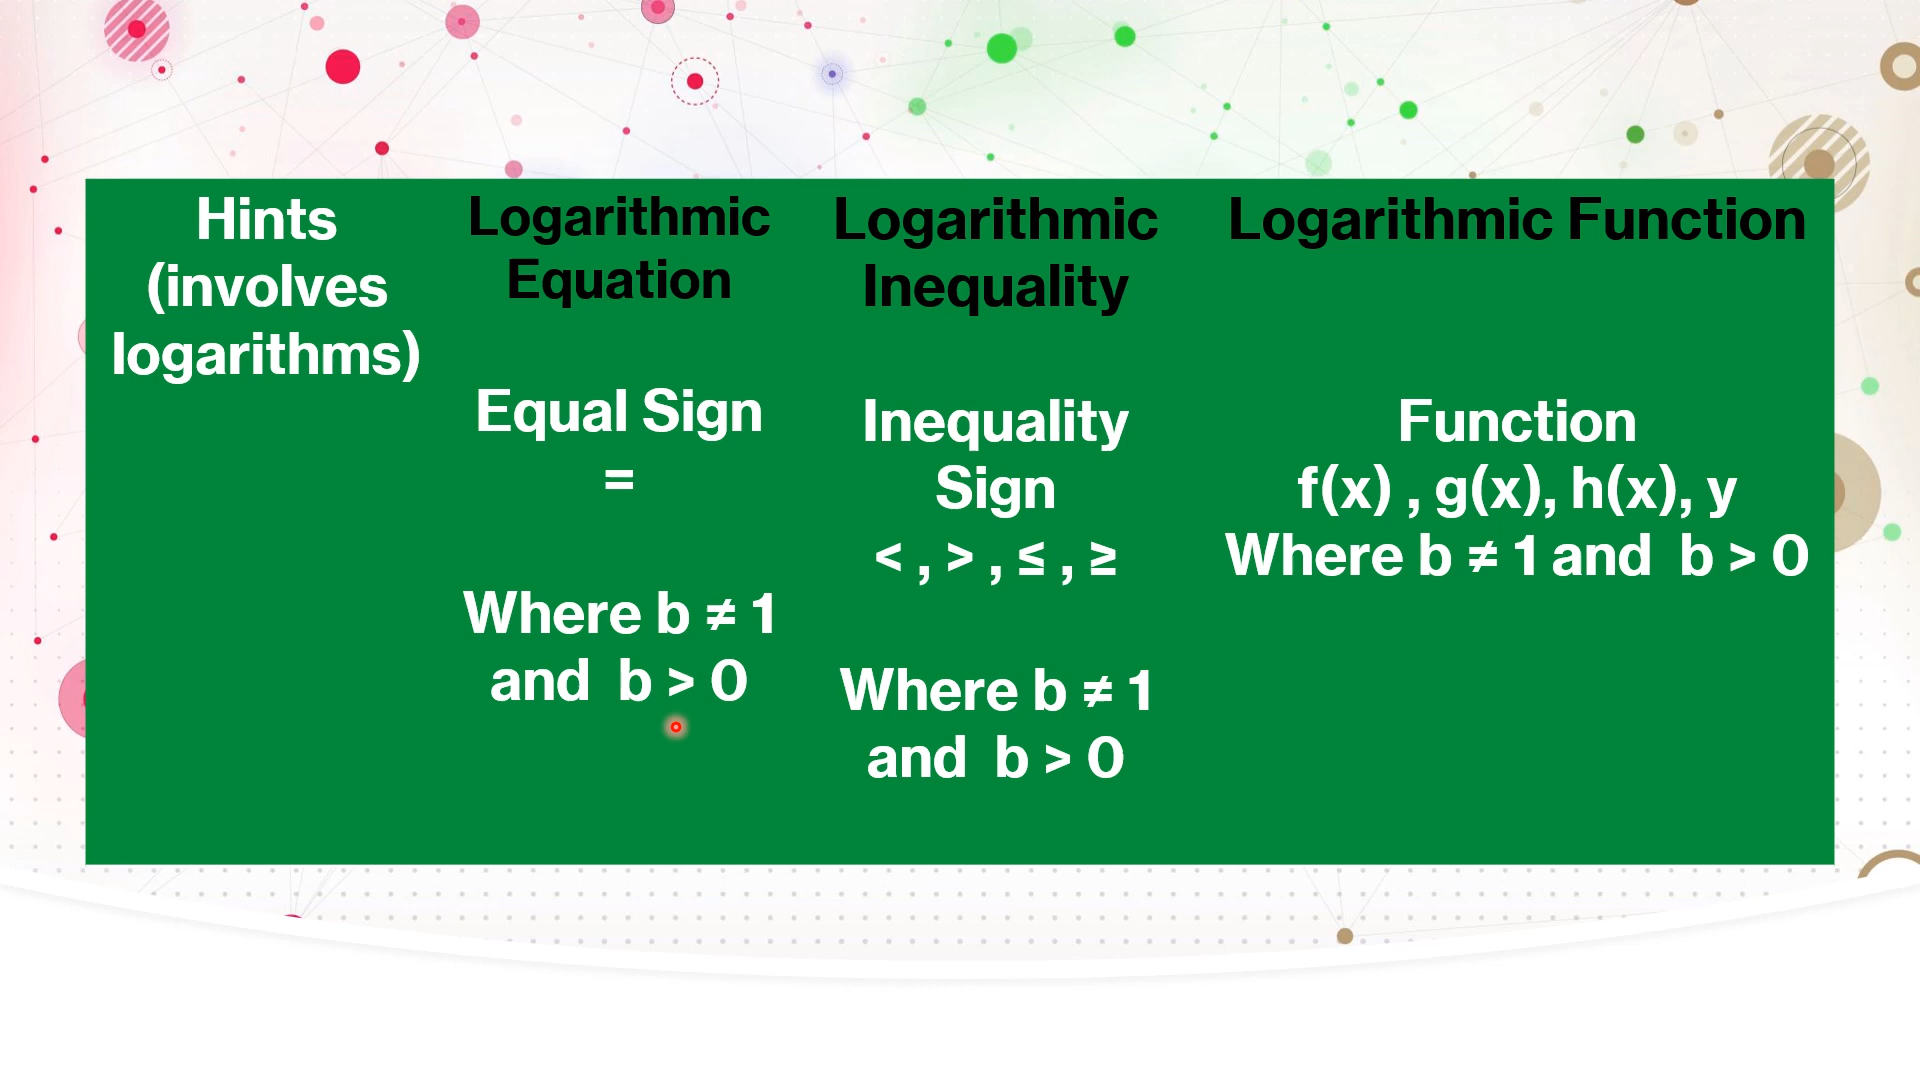 Hints
(involves
logarithms)
Logarithmic
Equation
Equal Sign
=
Where b ≠ 1
and  b > 0
Logarithmic
Inequality
Inequality
Sign
< , > , ≤ , ≥
Where b ≠ 1
and  b > 0
Logarithmic Function
Function
f(x) , g(x), h(x), y
Where b ≠ 1 and  b > 0